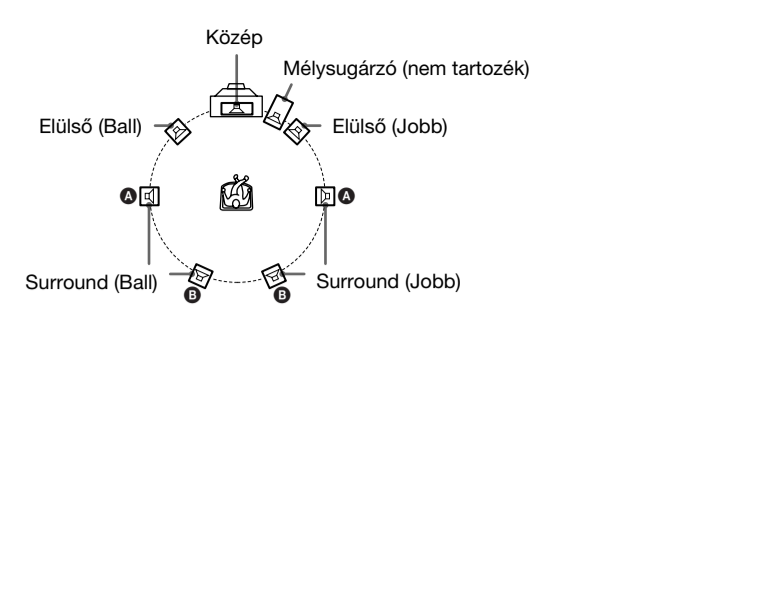 Közép
Mélysugárzó (nem tartozék)
Elülső (Ball)
Elülső (Jobb)
A
A
Surround (Ball)
Surround (Jobb)
B
B